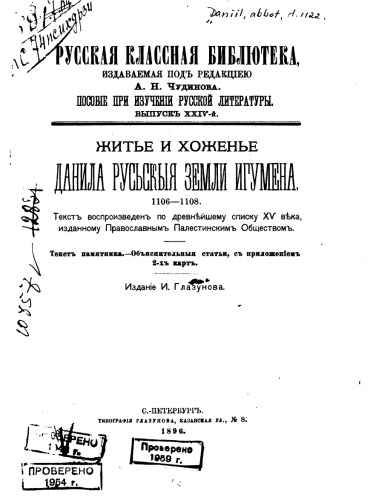 Daniil, abbot, d. 1122.
РУССКАЯ КЛАССНАЯ БИБЛІОТЕКА,
ИЗДАВАЕМАЯ ПОДЪ РЕДАКЦІЕЮ
А. Н. Чудинова.
ПОСОБІЕ ПРИ ИЗУЧЕНІИ РУССКОЙ ЛИТЕРАТУРЫ.
ВЫПУСКЪ XXIV-й.
ЖИТЬЕ И ХОЖЕНЬЕ
ДАНИЛА РУСЬСКЫЯ ЗЕМЛИ ИГУМЕНА.
1106—1108.
Текстъ воспроизведенъ по древнѣйшему списку XV вѣка,
изданному Православнымъ Палестинскимъ Обществомъ.
Текстъ памятника.—Объяснительныя статьи, съ приложеніемъ
2-хъ картъ.
Изданіе И. Глазунова.
С.-ПЕТЕРБУРГЪ.
ТИПОГРАФІЯ ГЛАЗУНОВА, КАЗАНСКАЯ УЛ., № 8.
1896.
ПРОВЕРЕНО
ПРОВЕРЕНО
1954 г.
Проверено
1959 г.